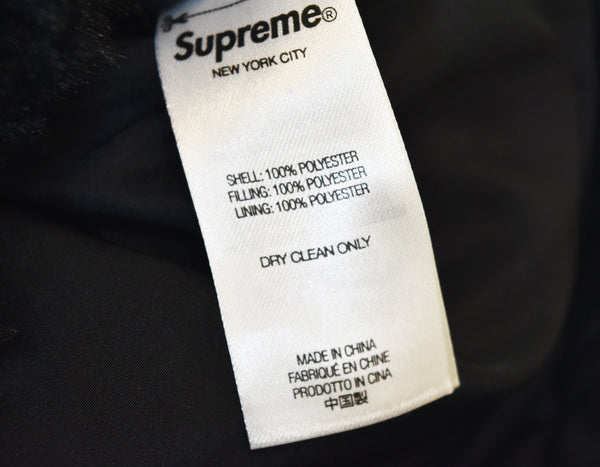 Supreme®
NEW YORK CITY
SHELL: 100% POLYESTER
FILLING: 100% POLYESTER
LINING: 100% POLYESTER
DRY CLEAN ONLY
MADE IN CHINA
FABRIQUÉ EN CHINE
PRODOTTO IN CINA
中国製